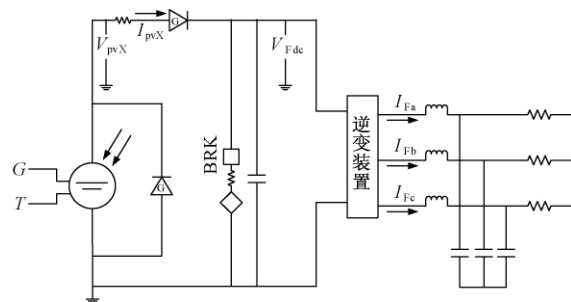 G
V_pvX
I_pvX
V_Fdc
BRK
G
T
G
逆变装置
I_Fa
I_Fb
I_Fc